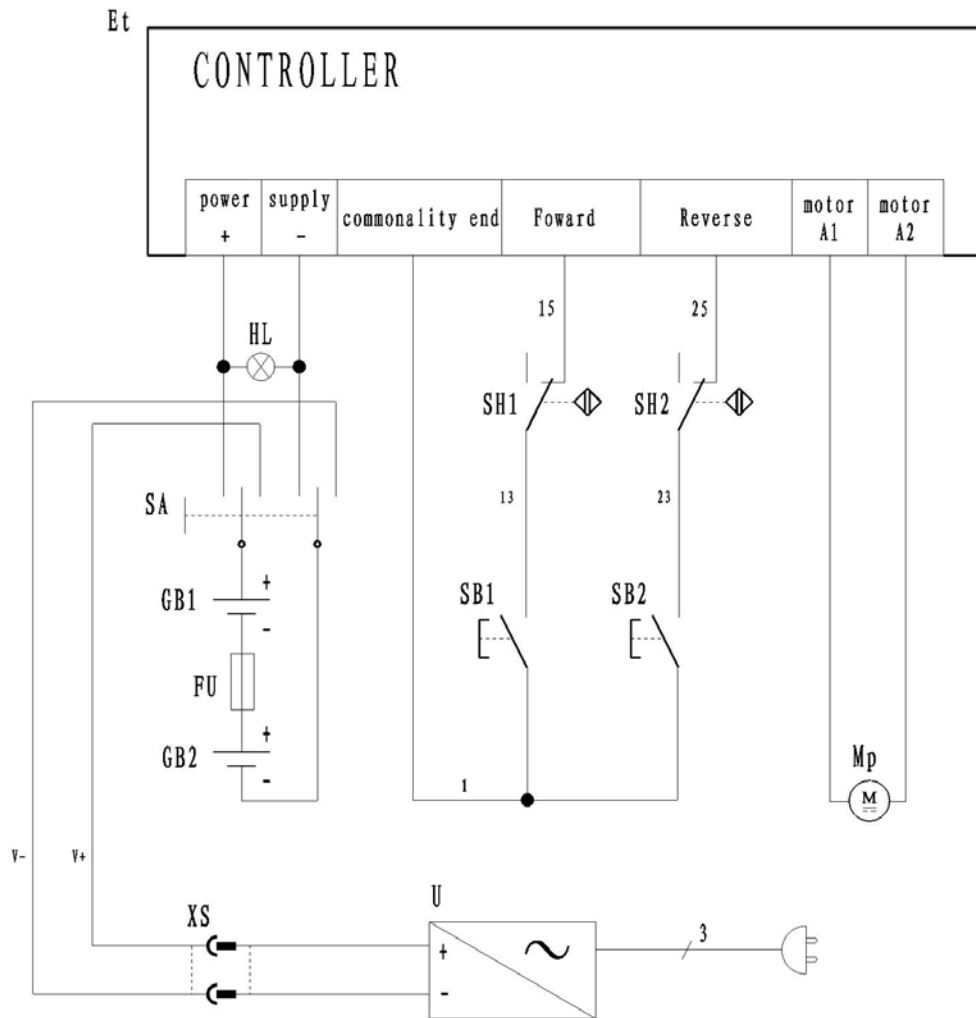 Et
CONTROLLER
power
+
supply
-
commonality end
Foward
Reverse
motor
A1
motor
A2
15
25
HL
SH1
SH2
13
23
SA
+
GB1
-
SB1
SB2
FU
+
GB2
-
1
Mp
M
V-
V+
XS
U
+
-
3